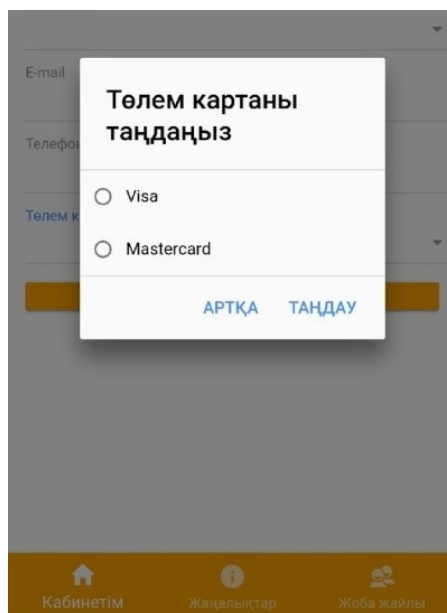 E-mail
Төлем картаны
таңдаңыз
Телефо
Visa
Төлем к
Mastercard
АРТҚА ТАҢДАУ
Кабинетім Жаңалықтар Жоба жайлы